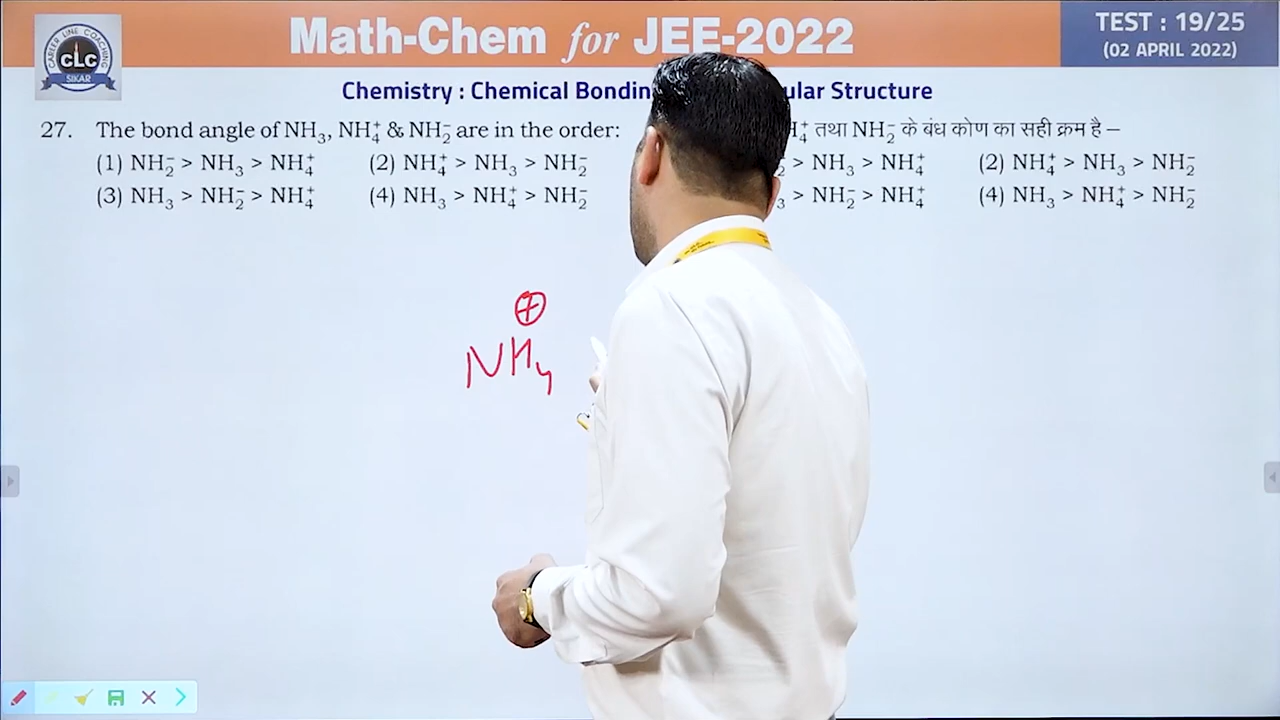 Math-Chem for JEE-2022
TEST : 19/25
(02 APRIL 2022)
CAREER LINE COACHING
CLC
SIKAR
Chemistry : Chemical Bondin ular Structure
27. The bond angle of NH₃, NH₄⁺ & NH₂⁻ are in the order:
(1) NH₂⁻ > NH₃ > NH₄⁺ (2) NH₄⁺ > NH₃ > NH₂⁻
(3) NH₃ > NH₂⁻ > NH₄⁺ (4) NH₃ > NH₄⁺ > NH₂⁻
तथा NH₂⁻ के बंध कोण का सही क्रम है –
> NH₃ > NH₄⁺ (2) NH₄⁺ > NH₃ > NH₂⁻
> NH₂⁻ > NH₄⁺ (4) NH₃ > NH₄⁺ > NH₂⁻
NH₄⊕